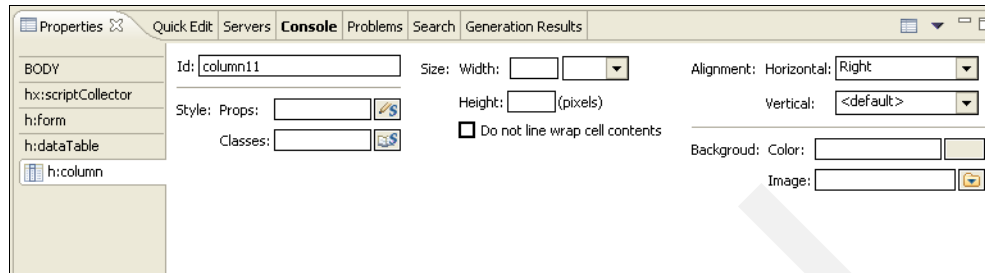 Properties Quick Edit Servers Console Problems Search Generation Results
BODY
hx:scriptCollector
h:form
h:dataTable
h:column
Id: column11
Style: Props:
Classes:
Size: Width:
Height: (pixels)
Do not line wrap cell contents
Alignment: Horizontal: Right
Vertical: <default>
Backgroud: Color:
Image: